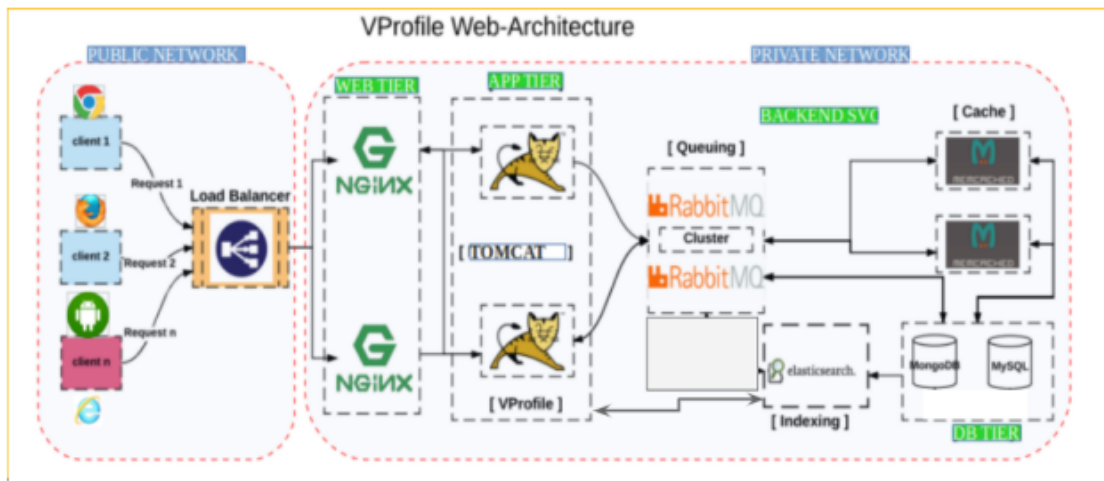 VProfile Web-Architecture
PUBLIC NETWORK
PRIVATE NETWORK
WEB TIER
APP TIER
BACKEND SVC
[ Cache ]
client 1
Request 1
Load Balancer
NGINX
[ Queuing ]
RabbitMQ
Cluster
RabbitMQ
MEMCACHED
MEMCACHED
client 2
Request 2
[ TOMCAT ]
client n
Request n
NGINX
[ VProfile ]
elasticsearch.
[ Indexing ]
MongoDB
MySQL
DB TIER